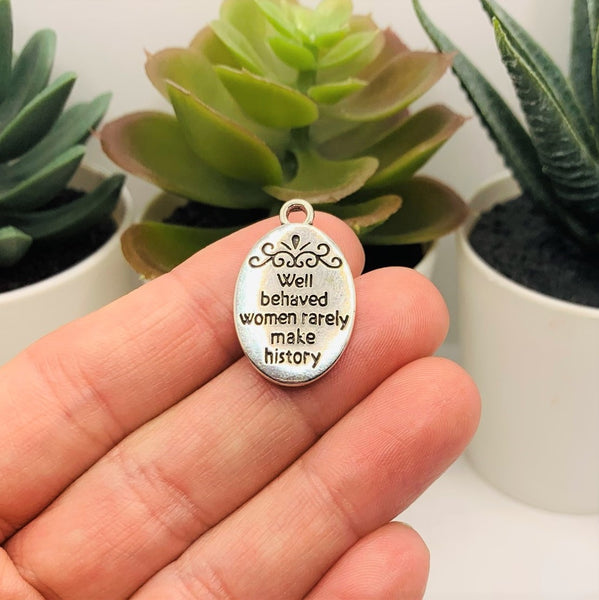 Well
behaved
women rarely
make
history